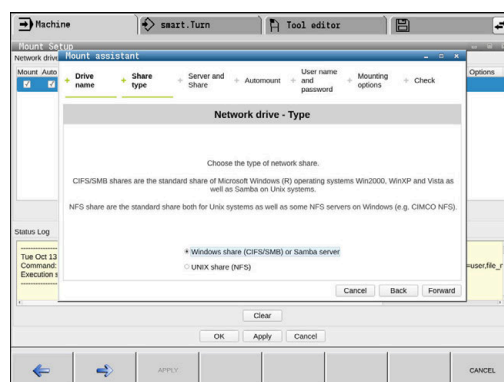 Machine
smart.Turn
Tool editor
Mount Setup
Network drive
Mount assistant
Mount Auto
Options
Drive name
Share type
Server and Share
Automount
User name and password
Mounting options
Check
Network drive - Type
Choose the type of network share.
CIFS/SMB shares are the standard share of Microsoft Windows (R) operating systems Win2000, WinXP and Vista as
well as Samba on Unix systems.
NFS share are the standard share both for Unix systems as well as some NFS servers on Windows (e.g. CIMCO NFS).
Status Log
Windows share (CIFS/SMB) or Samba server
UNIX share (NFS)
Tue Oct 13
Command:
Execution s
=user,file_r
Cancel Back Forward
Clear
OK Apply Cancel
APPLY
CANCEL